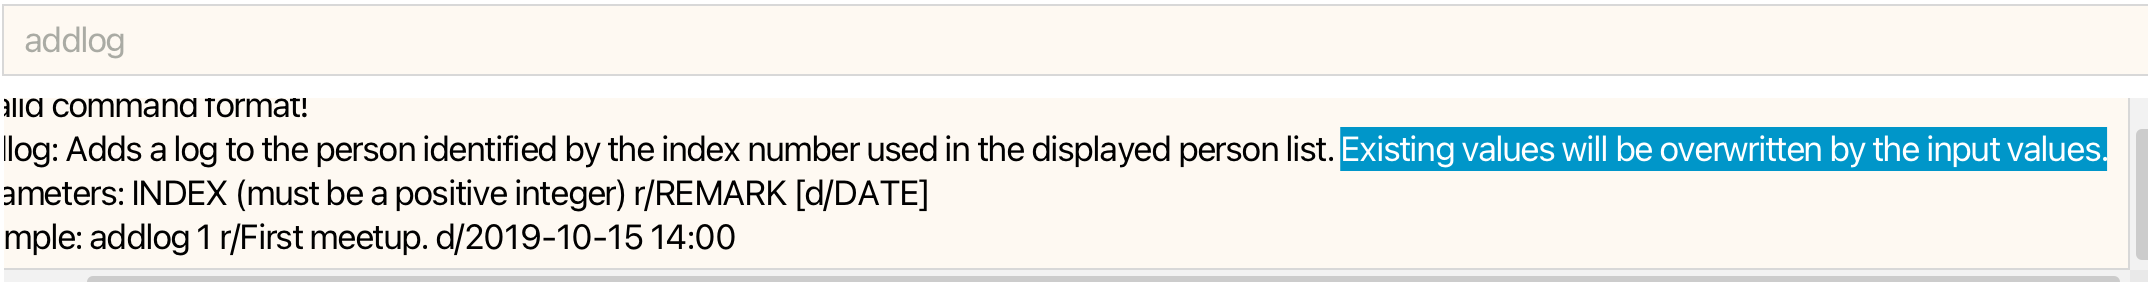 addlog
alid command format!
llog: Adds a log to the person identified by the index number used in the displayed person list. Existing values will be overwritten by the input values.
ameters: INDEX (must be a positive integer) r/REMARK [d/DATE]
mple: addlog 1 r/First meetup. d/2019-10-15 14:00